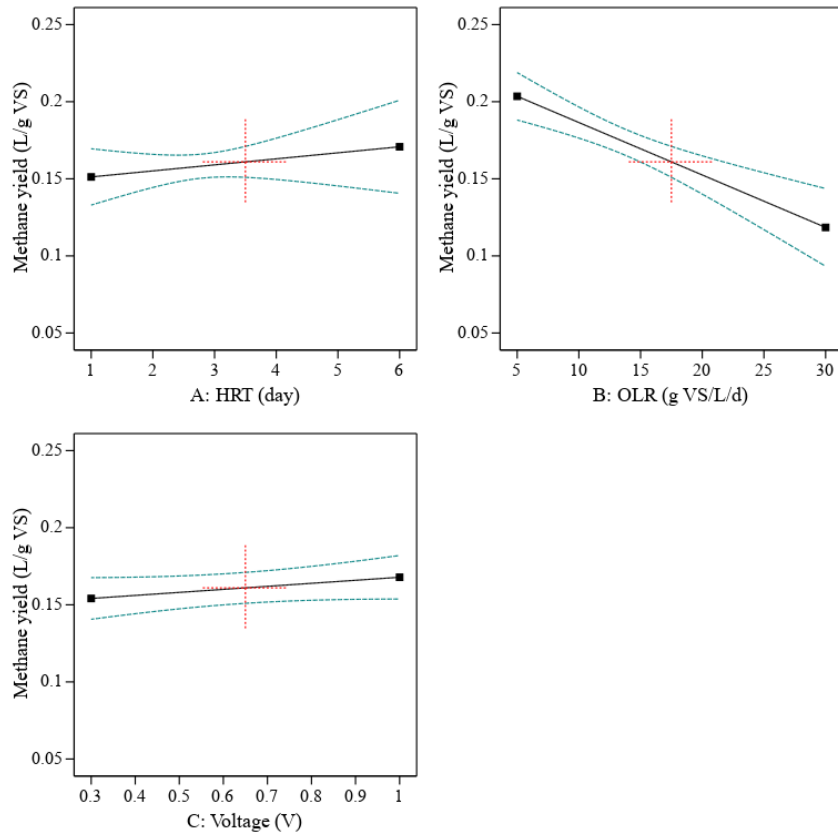 0.25
0.2
0.15
0.1
0.05
Methane yield (L/g VS)
1 2 3 4 5 6
A: HRT (day)
0.25
0.2
0.15
0.1
0.05
Methane yield (L/g VS)
5 10 15 20 25 30
B: OLR (g VS/L/d)
0.25
0.2
0.15
0.1
0.05
Methane yield (L/g VS)
0.3 0.4 0.5 0.6 0.7 0.8 0.9 1
C: Voltage (V)